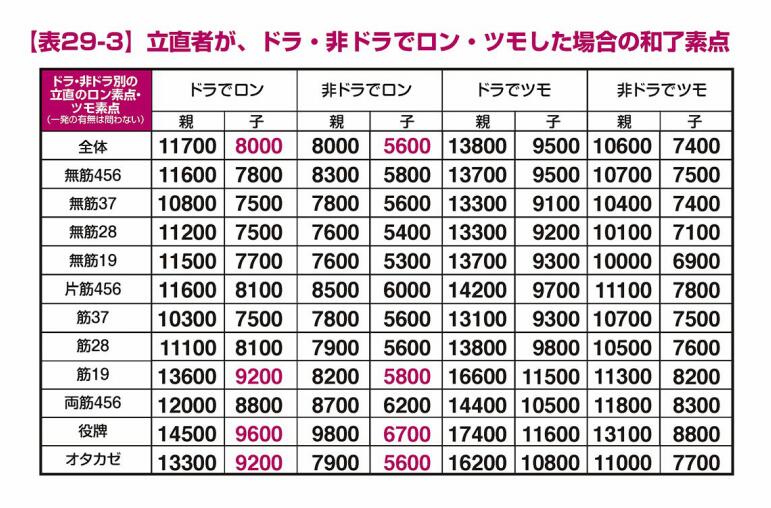 【表29-3】立直者が、ドラ・非ドラでロン・ツモした場合の和了素点
ドラ・非ドラ別の
立直のロン素点・
ツモ素点
（一発の有無は問わない）
ドラでロン 非ドラでロン ドラでツモ 非ドラでツモ
親 子 親 子 親 子 親 子
全体 11700 8000 8000 5600 13800 9500 10600 7400
無筋456 11600 7800 8300 5800 13700 9500 10700 7500
無筋37 10800 7500 7800 5600 13300 9100 10400 7400
無筋28 11200 7500 7600 5400 13300 9200 10100 7100
無筋19 11500 7700 7600 5300 13700 9300 10000 6900
片筋456 11600 8100 8500 6000 14200 9700 11100 7800
筋37 10300 7500 7800 5600 13100 9300 10700 7500
筋28 11100 8100 7900 5600 13800 9800 10500 7600
筋19 13600 9200 8200 5800 16600 11500 11300 8200
両筋456 12000 8800 8700 6200 14400 10500 11800 8300
役牌 14500 9600 9800 6700 17400 11600 13100 8800
オタカゼ 13300 9200 7900 5600 16200 10800 11000 7700